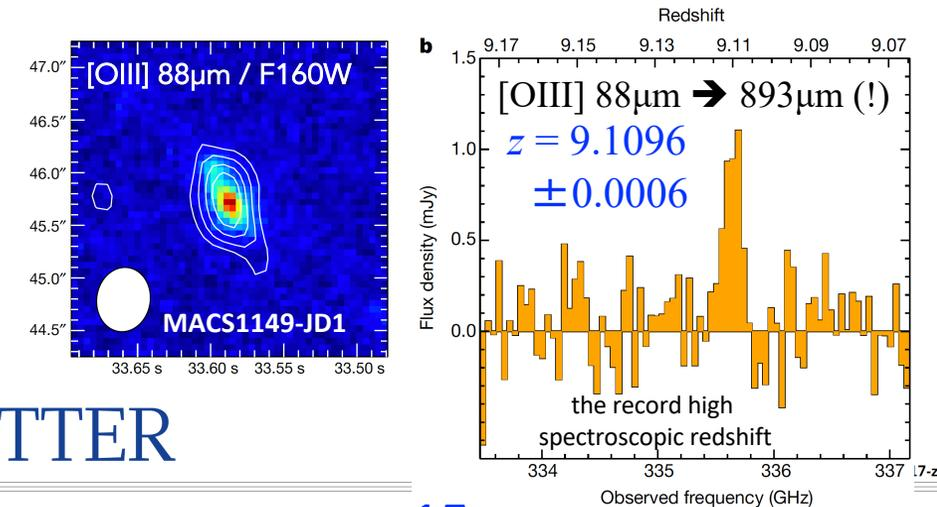 [OIII] 88μm / F160W
47.0″
46.5″
46.0″
45.5″
45.0″
44.5″
MACS1149-JD1
33.65 s 33.60 s 33.55 s 33.50 s
TTER
b
Redshift
9.17 9.15 9.13 9.11 9.09 9.07
[OIII] 88μm ➔ 893μm (!)
z = 9.1096
±0.0006
Flux density (mJy)
1.5
1.0
0.5
0.0
the record high
spectroscopic redshift
334 335 336 337
Observed frequency (GHz)